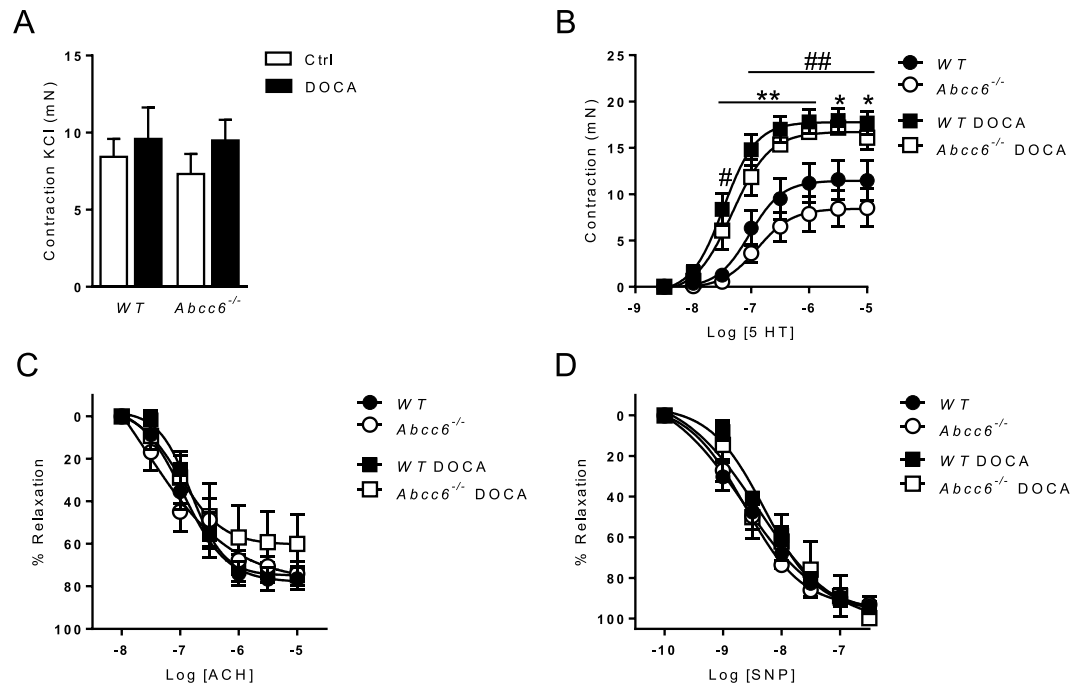 A
Contraction KCl (mN)
15
10
5
0
WT
Abcc6-/-
Ctrl
DOCA
B
Contraction (mN)
25
20
15
10
5
0
##
**
*
*
#
-9
-8
-7
-6
-5
Log [5 HT]
WT
Abcc6-/-
WT DOCA
Abcc6-/- DOCA
C
% Relaxation
0
20
40
60
80
100
-8
-7
-6
-5
Log [ACH]
WT
Abcc6-/-
WT DOCA
Abcc6-/- DOCA
D
% Relaxation
0
20
40
60
80
100
-10
-9
-8
-7
Log [SNP]
WT
Abcc6-/-
WT DOCA
Abcc6-/- DOCA